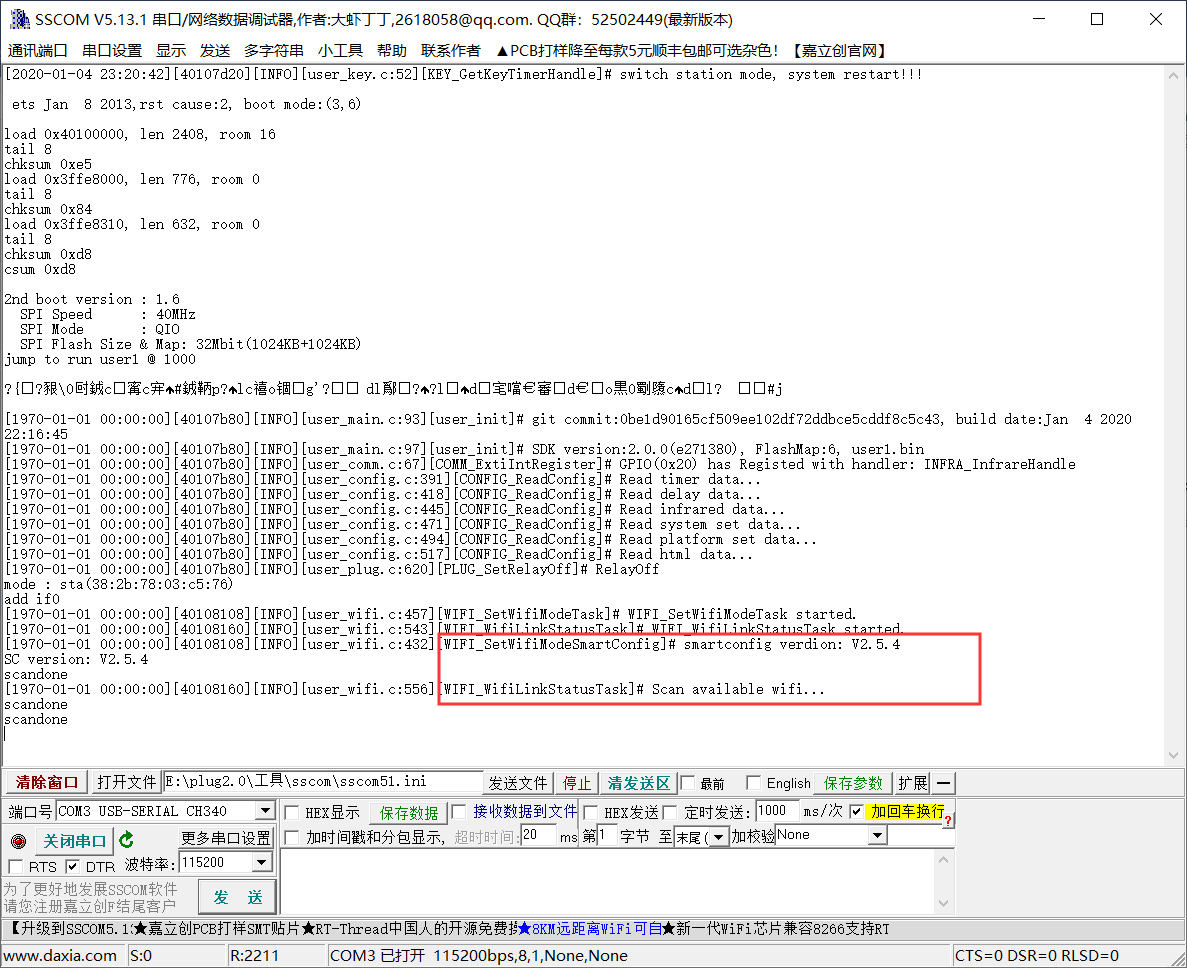 SSCOM V5.13.1 串口/网络数据调试器,作者:大虾丁丁,2618058@qq.com. QQ群：52502449(最新版本)
通讯端口 串口设置 显示 发送 多字符串 小工具 帮助 联系作者 ▲PCB打样降至每款5元顺丰包邮可选杂色！【嘉立创官网】
[2020-01-04 23:20:42][40107d20][INFO][user_key.c:52][KEY_GetKeyTimerHandle]# switch station mode, system restart!!!
ets Jan  8 2013,rst cause:2, boot mode:(3,6)
load 0x40100000, len 2408, room 16
tail 8
chksum 0xe5
load 0x3ffe8000, len 776, room 0
tail 8
chksum 0x84
load 0x3ffe8310, len 632, room 0
tail 8
chksum 0xd8
csum 0xd8
2nd boot version : 1.6
SPI Speed      : 40MHz
SPI Mode       : QIO
SPI Flash Size & Map: 32Mbit(1024KB+1024KB)
jump to run user1 @ 1000
[1970-01-01 00:00:00][40107b80][INFO][user_main.c:93][user_init]# git commit:0be1d90165cf509ee102df72ddbce5cddf8c5c43, build date:Jan  4 2020
22:16:45
[1970-01-01 00:00:00][40107b80][INFO][user_main.c:97][user_init]# SDK version:2.0.0(e271380), FlashMap:6, user1.bin
[1970-01-01 00:00:00][40107b80][INFO][user_comm.c:67][COMM_ExtiIntRegister]# GPIO(0x20) has Registed with handler: INFRA_InfrareHandle
[1970-01-01 00:00:00][40107b80][INFO][user_config.c:391][CONFIG_ReadConfig]# Read timer data...
[1970-01-01 00:00:00][40107b80][INFO][user_config.c:418][CONFIG_ReadConfig]# Read delay data...
[1970-01-01 00:00:00][40107b80][INFO][user_config.c:445][CONFIG_ReadConfig]# Read infrared data...
[1970-01-01 00:00:00][40107b80][INFO][user_config.c:471][CONFIG_ReadConfig]# Read system set data...
[1970-01-01 00:00:00][40107b80][INFO][user_config.c:494][CONFIG_ReadConfig]# Read platform set data...
[1970-01-01 00:00:00][40107b80][INFO][user_config.c:517][CONFIG_ReadConfig]# Read html data...
[1970-01-01 00:00:00][40107b80][INFO][user_plug.c:620][PLUG_SetRelayOff]# RelayOff
mode : sta(38:2b:78:03:c5:76)
add if0
[1970-01-01 00:00:00][40108108][INFO][user_wifi.c:457][WIFI_SetWifiModeTask]# WIFI_SetWifiModeTask started.
[1970-01-01 00:00:00][40108160][INFO][user_wifi.c:543][WIFI_WifiLinkStatusTask]# WIFI_WifiLinkStatusTask started.
[1970-01-01 00:00:00][40108108][INFO][user_wifi.c:432][WIFI_SetWifiModeSmartConfig]# smartconfig verdion: V2.5.4
SC version: V2.5.4
scandone
[1970-01-01 00:00:00][40108160][INFO][user_wifi.c:556][WIFI_WifiLinkStatusTask]# Scan available wifi...
scandone
scandone
清除窗口 打开文件 E:\plug2.0\工具\sscom\sscom51.ini 发送文件 停止 清发送区 最前 English 保存参数 扩展 —
端口号 COM3 USB-SERIAL CH340 HEX显示 保存数据 接收数据到文件 HEX发送 定时发送: 1000 ms/次 加回车换行 ?
关闭串口 更多串口设置 加时间戳和分包显示, 超时时间: 20 ms 第1 字节 至 末尾 加校验 None
RTS DTR 波特率: 115200
为了更好地发展SSCOM软件
请您注册嘉立创F结尾客户
发 送
【升级到SSCOM5.13★嘉立创PCB打样SMT贴片★RT-Thread中国人的开源免费操★8KM远距离WiFi可自★新一代WiFi芯片兼容8266支持RT
www.daxia.com S:0 R:2211 COM3 已打开  115200bps,8,1,None,None CTS=0 DSR=0 RLSD=0